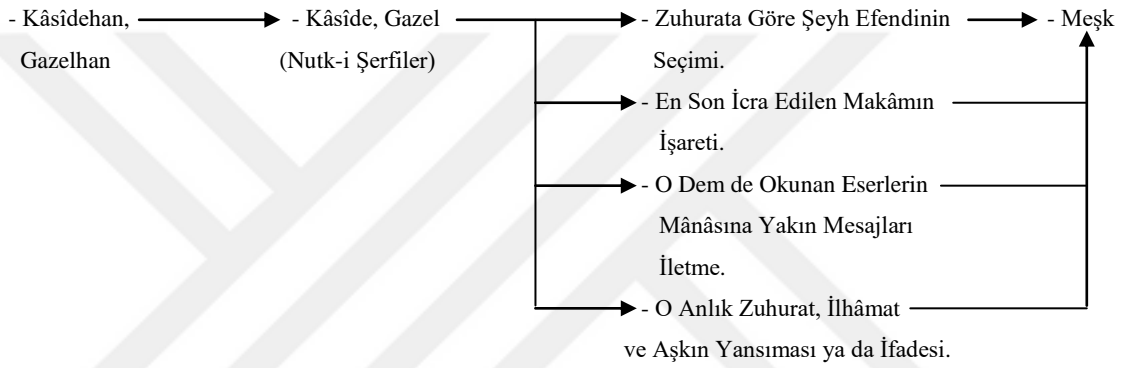 - Kâsîdehan,
Gazelhan
- Kâsîde, Gazel
(Nutk-i Şerfiler)
- Zuhurata Göre Şeyh Efendinin
Seçimi.
- En Son İcra Edilen Makâmın
İşareti.
- O Dem de Okunan Eserlerin
Mânâsına Yakın Mesajları
İletme.
- O Anlık Zuhurat, İlhâmat
ve Aşkın Yansıması ya da İfadesi.
- Meşk